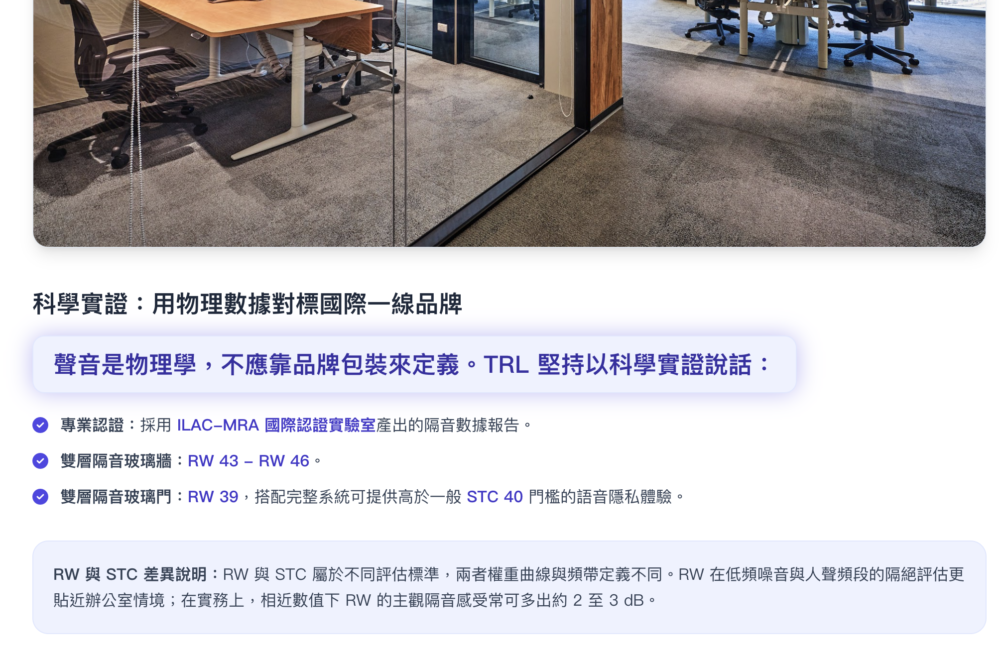 科學實證：用物理數據對標國際一線品牌
聲音是物理學，不應靠品牌包裝來定義。TRL 堅持以科學實證說話：
專業認證：採用 ILAC-MRA 國際認證實驗室產出的隔音數據報告。
雙層隔音玻璃牆：RW 43 – RW 46。
雙層隔音玻璃門：RW 39，搭配完整系統可提供高於一般 STC 40 門檻的語音隱私體驗。
RW 與 STC 差異說明：RW 與 STC 屬於不同評估標準，兩者權重曲線與頻帶定義不同。RW 在低頻噪音與人聲頻段的隔絕評估更
貼近辦公室情境；在實務上，相近數值下 RW 的主觀隔音感受常可多出約 2 至 3 dB。